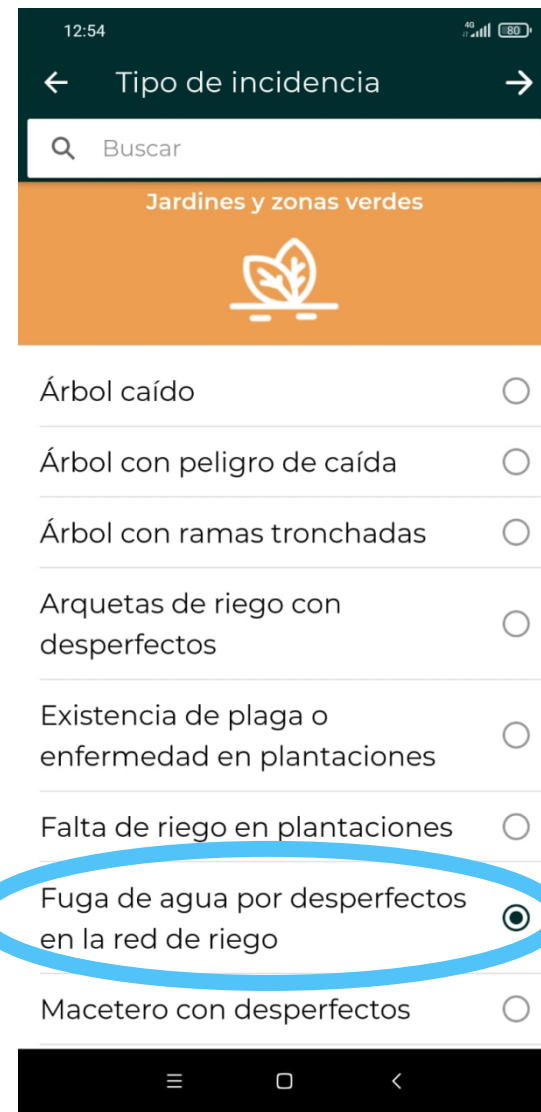 12:54
4G
80
Tipo de incidencia
Buscar
Jardines y zonas verdes
Árbol caído
Árbol con peligro de caída
Árbol con ramas tronchadas
Arquetas de riego con
desperfectos
Existencia de plaga o
enfermedad en plantaciones
Falta de riego en plantaciones
Fuga de agua por desperfectos
en la red de riego
Macetero con desperfectos